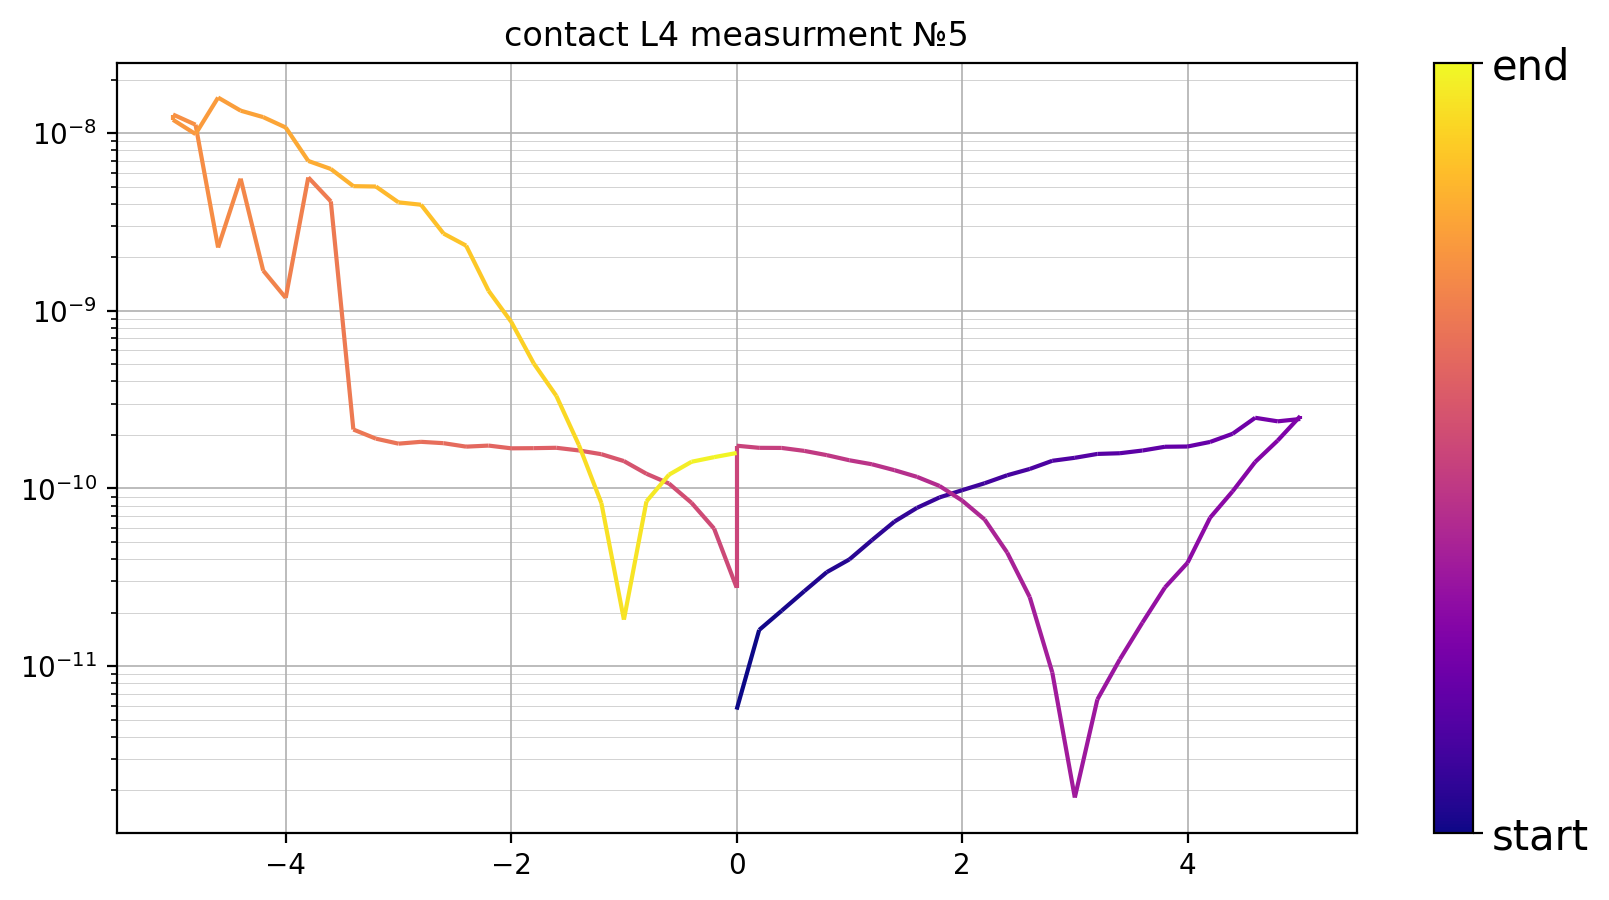 contact L4 measurment №5
10⁻⁸
10⁻⁹
10⁻¹⁰
10⁻¹¹
−4 −2 0 2 4
end
start